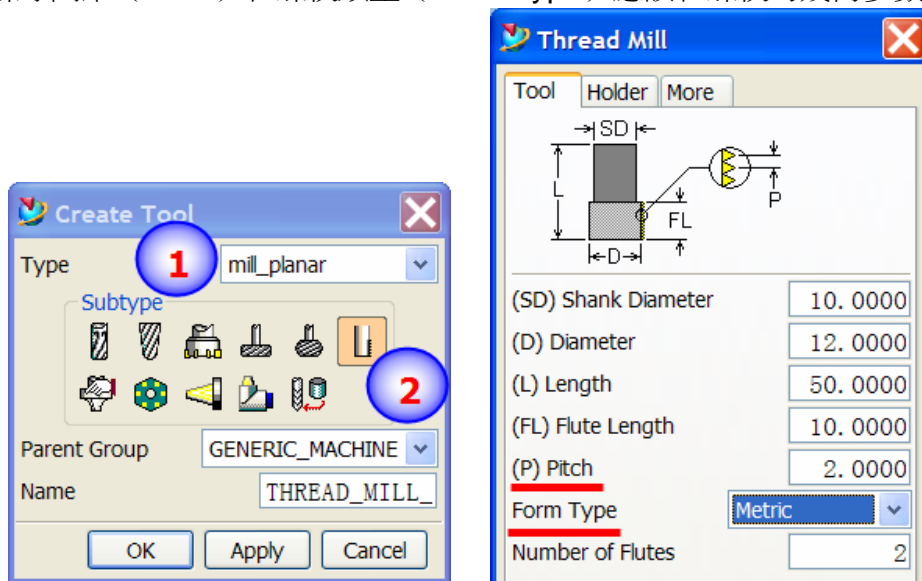 Create Tool
Type 1 mill_planar
Subtype
2
Parent Group GENERIC_MACHINE
Name THREAD_MILL_
OK Apply Cancel
Thread Mill
Tool Holder More
SD
L
P
FL
D
(SD) Shank Diameter 10.0000
(D) Diameter 12.0000
(L) Length 50.0000
(FL) Flute Length 10.0000
(P) Pitch 2.0000
Form Type Metric
Number of Flutes 2